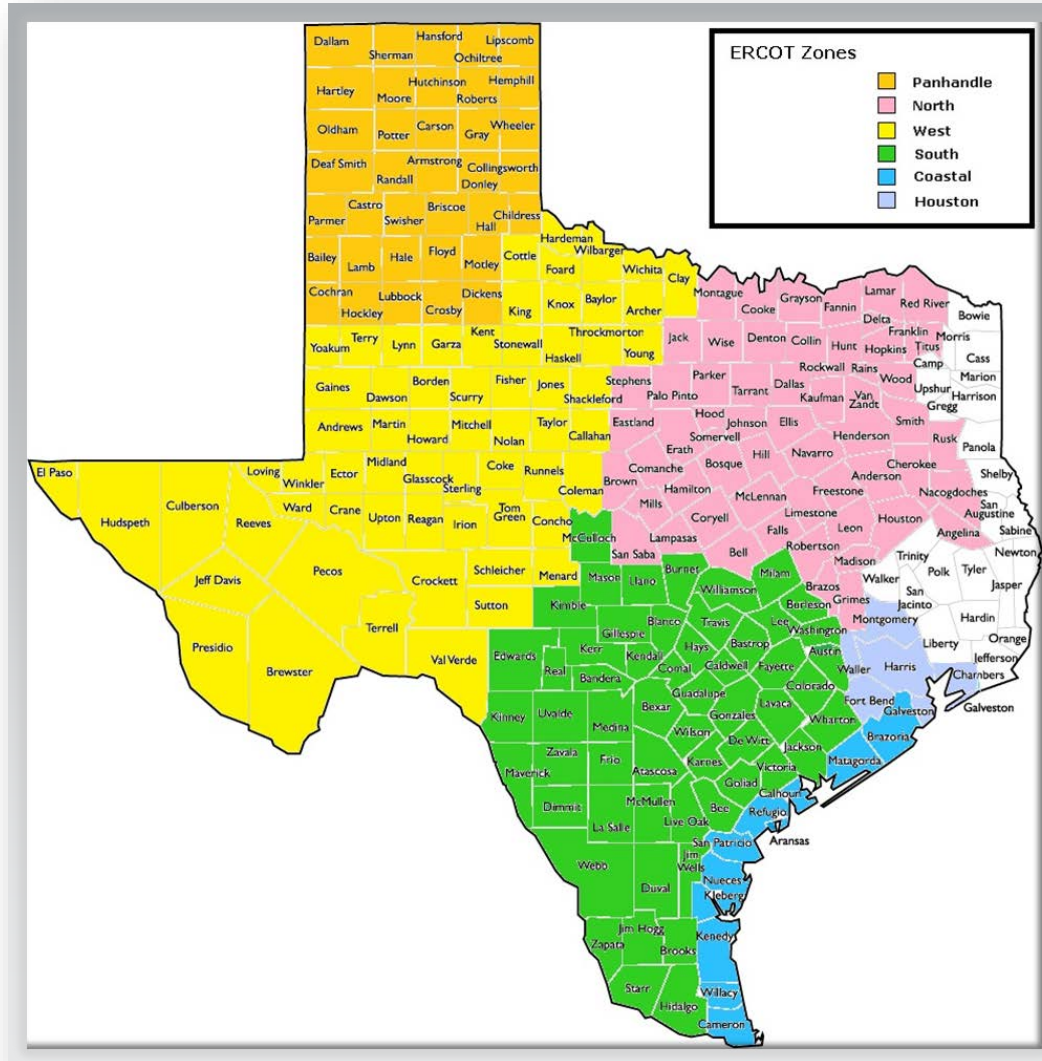 ERCOT Zones
Panhandle
North
West
South
Coastal
Houston
Dallam
Sherman
Hansford
Ochiltree
Lipscomb
Hartley
Moore
Hutchinson
Roberts
Hemphill
Oldham
Potter
Carson
Gray
Wheeler
Deaf Smith
Randall
Armstrong
Donley
Collingsworth
Parmer
Castro
Swisher
Briscoe
Hall
Childress
Bailey
Lamb
Hale
Floyd
Motley
Cottle
Hardeman
Foard
Wilbarger
Wichita
Clay
Cochran
Hockley
Lubbock
Crosby
Dickens
King
Knox
Baylor
Archer
Montague
Cooke
Grayson
Fannin
Lamar
Red River
Delta
Bowie
Yoakum
Terry
Lynn
Garza
Kent
Stonewall
Haskell
Throckmorton
Young
Jack
Wise
Denton
Collin
Hunt
Hopkins
Franklin
Titus
Morris
Camp
Cass
Marion
Gaines
Dawson
Borden
Scurry
Fisher
Jones
Shackleford
Stephens
Palo Pinto
Parker
Tarrant
Dallas
Rockwall
Kaufman
Rains
Van
Zandt
Wood
Upshur
Harrison
Gregg
Andrews
Martin
Howard
Mitchell
Nolan
Taylor
Callahan
Eastland
Erath
Hood
Somervell
Johnson
Ellis
Henderson
Smith
Rusk
Panola
El Paso
Hudspeth
Culberson
Loving
Winkler
Ector
Midland
Glasscock
Sterling
Coke
Runnels
Coleman
Brown
Comanche
Bosque
Hill
Navarro
Anderson
Cherokee
Shelby
Reeves
Ward
Crane
Upton
Reagan
Irion
Tom
Green
Concho
McCulloch
Mills
Hamilton
Coryell
McLennan
Limestone
Freestone
Leon
Houston
Nacogdoches
San
Augustine
Angelina
Sabine
Newton
Jeff Davis
Pecos
Crockett
Schleicher
Menard
San Saba
Lampasas
Bell
Falls
Robertson
Madison
Walker
Trinity
Polk
Tyler
Jasper
Presidio
Brewster
Terrell
Sutton
Kimble
Mason
Llano
Burnet
Williamson
Milam
Brazos
Grimes
Burleson
San
Jacinto
Montgomery
Hardin
Liberty
Orange
Jefferson
Val Verde
Edwards
Real
Kerr
Bandera
Gillespie
Kendall
Blanco
Comal
Hays
Travis
Caldwell
Bastrop
Lee
Fayette
Washington
Austin
Waller
Harris
Chambers
Galveston
Kinney
Uvalde
Medina
Bexar
Guadalupe
Wilson
Gonzales
Lavaca
Colorado
Wharton
Fort Bend
Galveston
Brazoria
Matagorda
Maverick
Zavala
Frio
Atascosa
Karnes
De Witt
Goliad
Victoria
Jackson
Calhoun
Dimmit
La Salle
McMullen
Live Oak
Bee
Refugio
Aransas
San Patricio
Webb
Duval
Jim
Wells
Nueces
Kleberg
Zapata
Jim Hogg
Brooks
Kenedy
Starr
Hidalgo
Willacy
Cameron